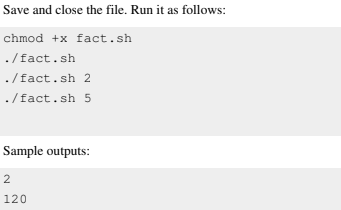 Save and close the file. Run it as follows:
chmod +x fact.sh
./fact.sh
./fact.sh 2
./fact.sh 5
Sample outputs:
2
120